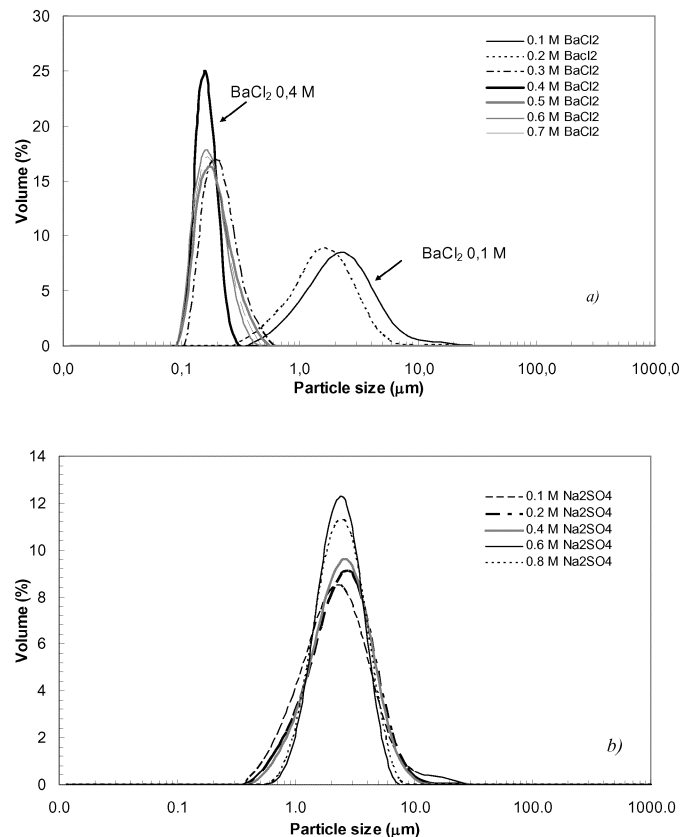 30
25
20
15
10
5
0
Volume (%)
BaCl2 0,4 M
BaCl2 0,1 M
0.1 M BaCl2
0.2 M Bacl2
0.3 M BaCl2
0.4 M BaCl2
0.5 M BaCl2
0.6 M BaCl2
0.7 M BaCl2
a)
0,0 0,1 1,0 10,0 100,0 1000,0
Particle size (μm)
14
12
10
8
6
4
2
0
Volume (%)
0.1 M Na2SO4
0.2 M Na2SO4
0.4 M Na2SO4
0.6 M Na2SO4
0.8 M Na2SO4
b)
0.0 0.1 1.0 10.0 100.0 1000.0
Particle size (μm)